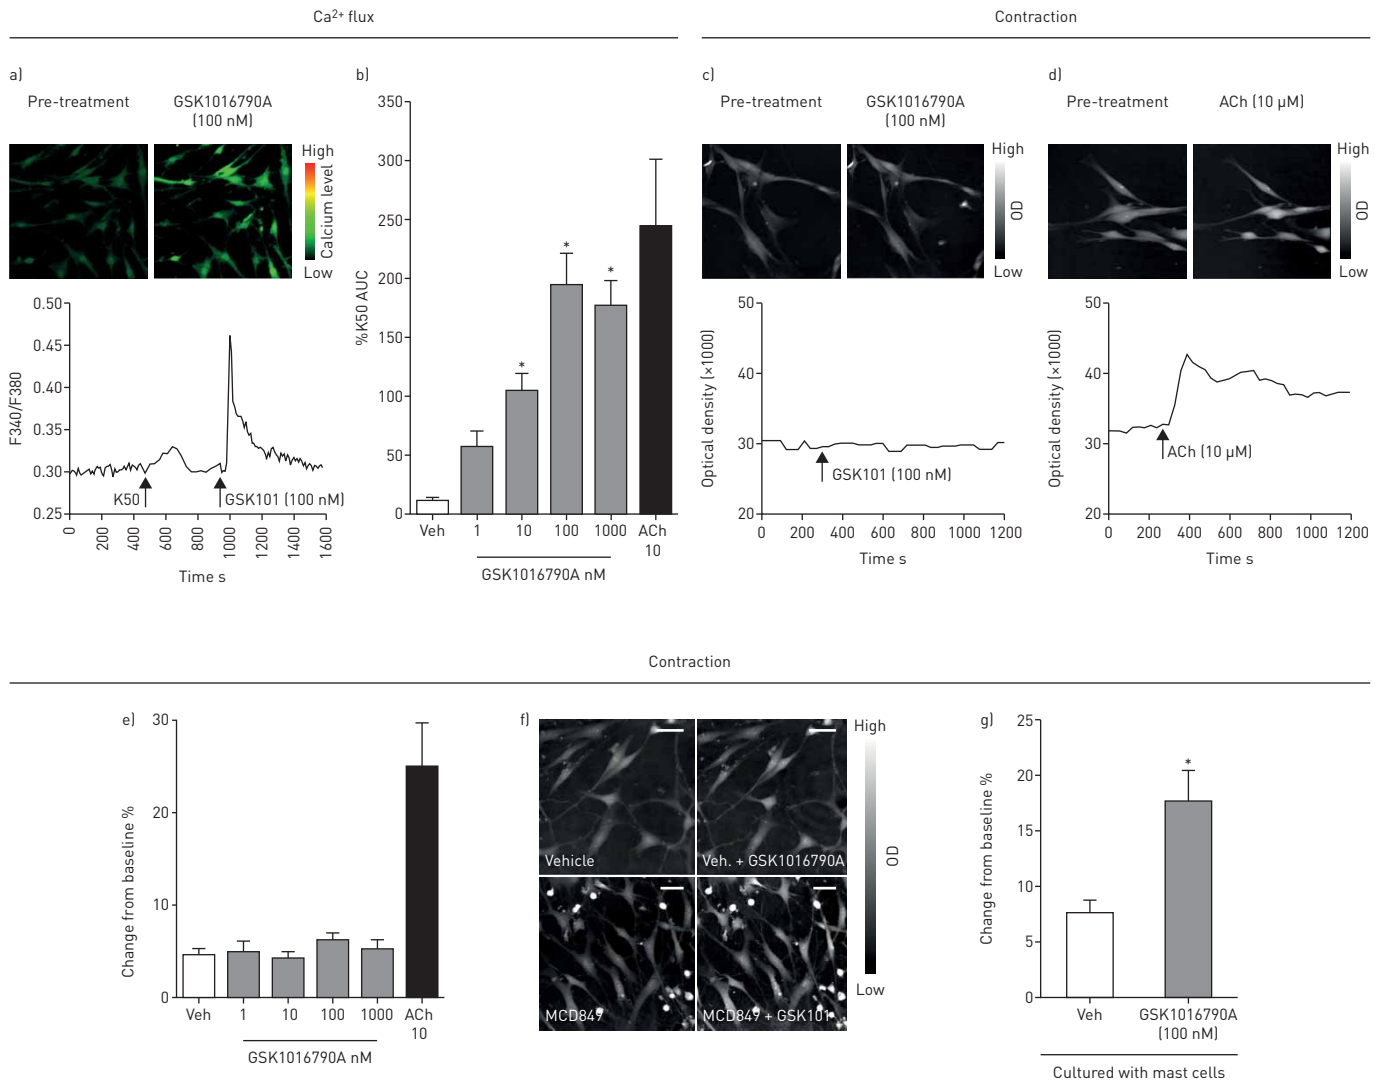 Ca2+ flux
Contraction
a)
Pre-treatment
GSK1016790A
(100 nM)
High
Calcium level
Low
0.50
0.45
0.40
0.35
0.30
0.25
F340/F380
K50
GSK101 (100 nM)
0
200
400
600
800
1000
1200
1400
1600
Time s
b)
350
300
250
200
150
100
50
0
%K50 AUC
*
*
*
Veh
1
10
100
1000
ACh
10
GSK1016790A nM
c)
Pre-treatment
GSK1016790A
(100 nM)
High
OD
Low
50
40
30
20
Optical density (×1000)
GSK101 (100 nM)
0 200 400 600 800 1000 1200
Time s
d)
Pre-treatment
ACh (10 µM)
High
OD
Low
50
40
30
20
Optical density (×1000)
ACh (10 µM)
0 200 400 600 800 1000 1200
Time s
Contraction
e)
30
20
10
0
Change from baseline %
Veh
1
10
100
1000
ACh
10
GSK1016790A nM
f)
Vehicle
Veh. + GSK1016790A
MCD849
MCD849 + GSK101
High
OD
Low
g)
25
20
15
10
5
0
Change from baseline %
*
Veh
GSK1016790A
(100 nM)
Cultured with mast cells